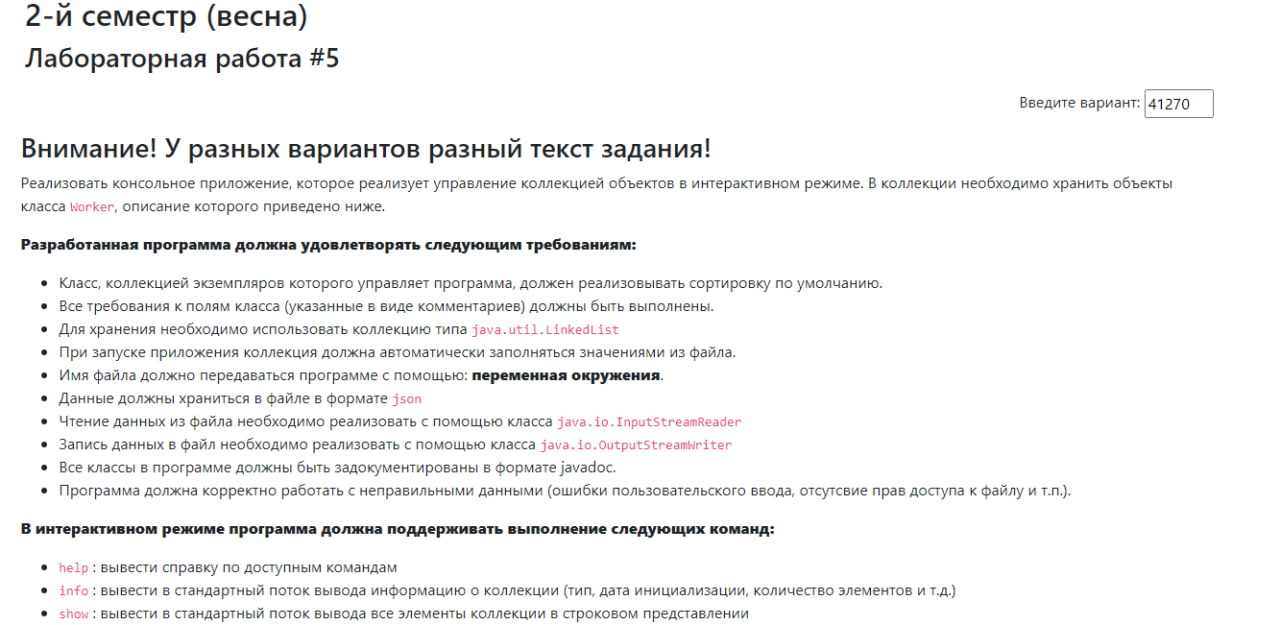 2-й семестр (весна)
Лабораторная работа #5
Введите вариант: 41270
Внимание! У разных вариантов разный текст задания!
Реализовать консольное приложение, которое реализует управление коллекцией объектов в интерактивном режиме. В коллекции необходимо хранить объекты
класса Worker, описание которого приведено ниже.
Разработанная программа должна удовлетворять следующим требованиям:
• Класс, коллекцией экземпляров которого управляет программа, должен реализовывать сортировку по умолчанию.
• Все требования к полям класса (указанные в виде комментариев) должны быть выполнены.
• Для хранения необходимо использовать коллекцию типа java.util.LinkedList
• При запуске приложения коллекция должна автоматически заполняться значениями из файла.
• Имя файла должно передаваться программе с помощью: переменная окружения.
• Данные должны храниться в файле в формате json
• Чтение данных из файла необходимо реализовать с помощью класса java.io.InputStreamReader
• Запись данных в файл необходимо реализовать с помощью класса java.io.OutputStreamWriter
• Все классы в программе должны быть задокументированы в формате javadoc.
• Программа должна корректно работать с неправильными данными (ошибки пользовательского ввода, отсутсвие прав доступа к файлу и т.п.).
В интерактивном режиме программа должна поддерживать выполнение следующих команд:
• help : вывести справку по доступным командам
• info : вывести в стандартный поток вывода информацию о коллекции (тип, дата инициализации, количество элементов и т.д.)
• show : вывести в стандартный поток вывода все элементы коллекции в строковом представлении